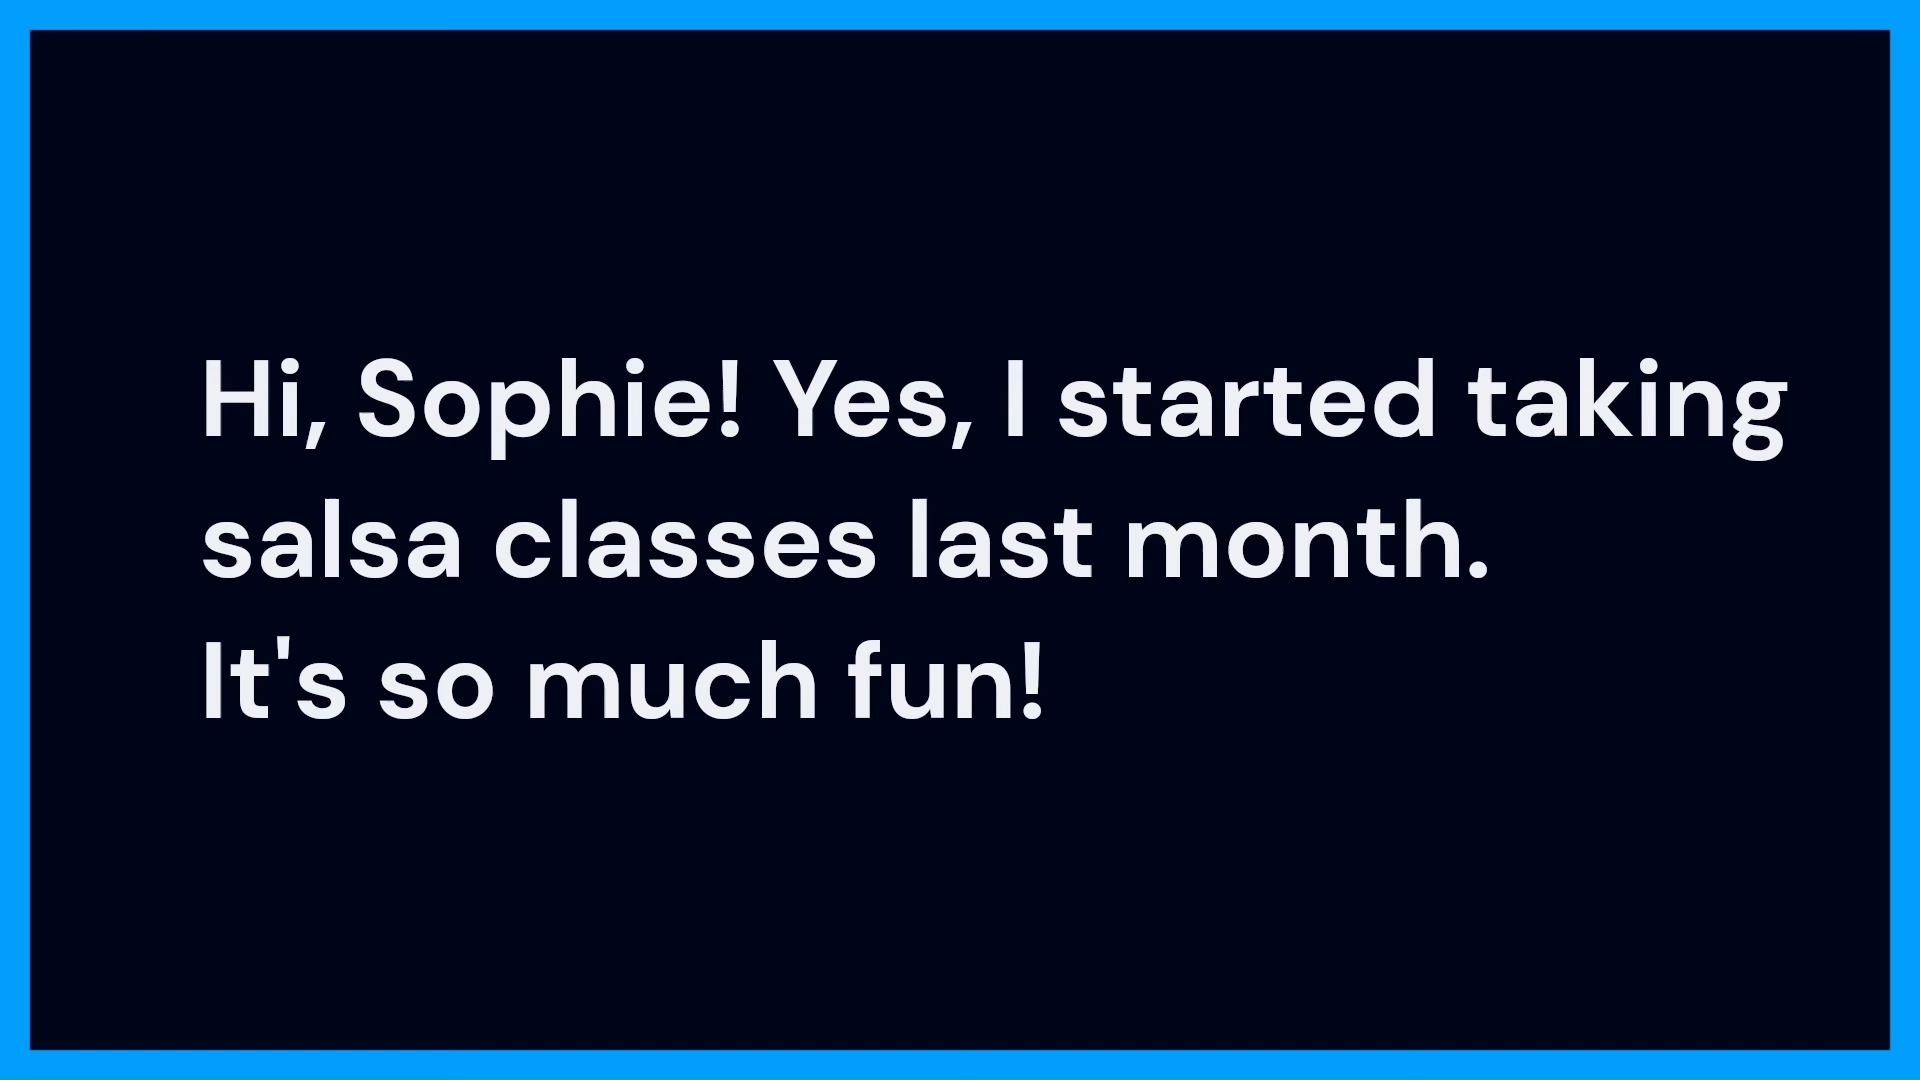 Hi, Sophie! Yes, I started taking
salsa classes last month.
It's so much fun!